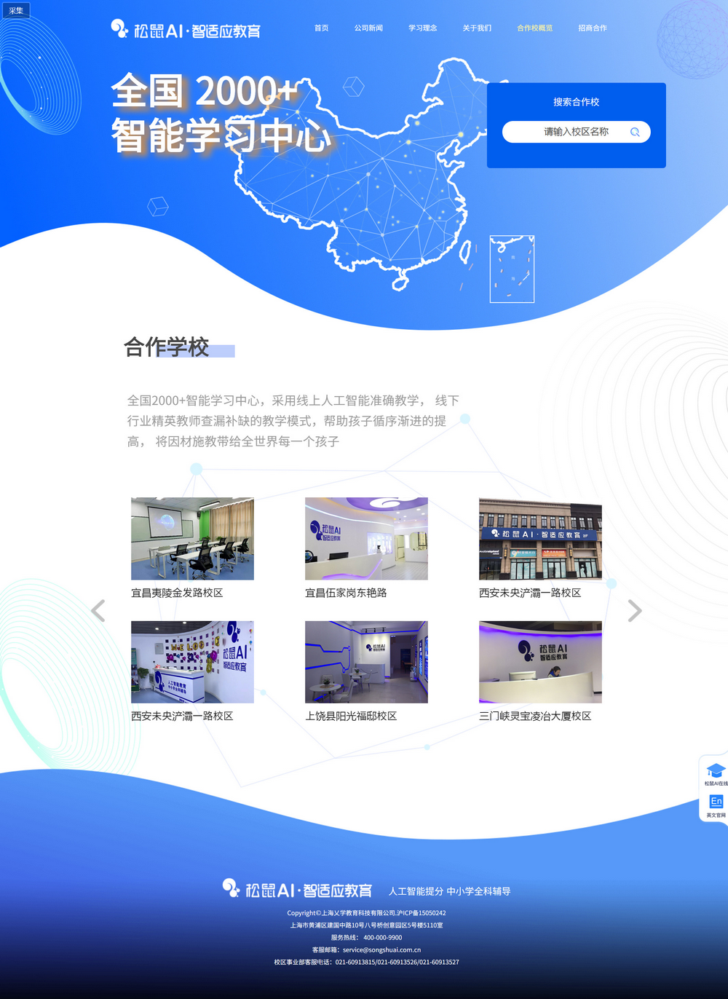 采集
松鼠AI·智适应教育
首页
公司新闻
学习理念
关于我们
合作校概览
招商合作
全国 2000+
智能学习中心
搜索合作校
请输入校区名称
合作学校
全国2000+智能学习中心，采用线上人工智能准确教学， 线下
行业精英教师查漏补缺的教学模式，帮助孩子循序渐进的提
高， 将因材施教带给全世界每一个孩子
松鼠AI
智适应教育
松鼠AI·智适应教育 2F
宜昌夷陵金发路校区
宜昌伍家岗东艳路
西安未央浐灞一路校区
松鼠AI
智适应教育
人工智能教育
中小学全科辅导
松鼠AI
智适应教育
松鼠AI
智适应教育
西安未央浐灞一路校区
上饶县阳光福邸校区
三门峡灵宝凌冶大厦校区
松鼠AI在线
En
英文官网
松鼠AI·智适应教育
人工智能提分 中小学全科辅导
Copyright©上海乂学教育科技有限公司.沪ICP备15050242
上海市黄浦区建国中路10号八号桥创意园区5号楼5110室
服务热线： 400-000-9900
客服邮箱：service@songshuai.com.cn
校区事业部客服电话：021-60913815/021-60913526/021-60913527